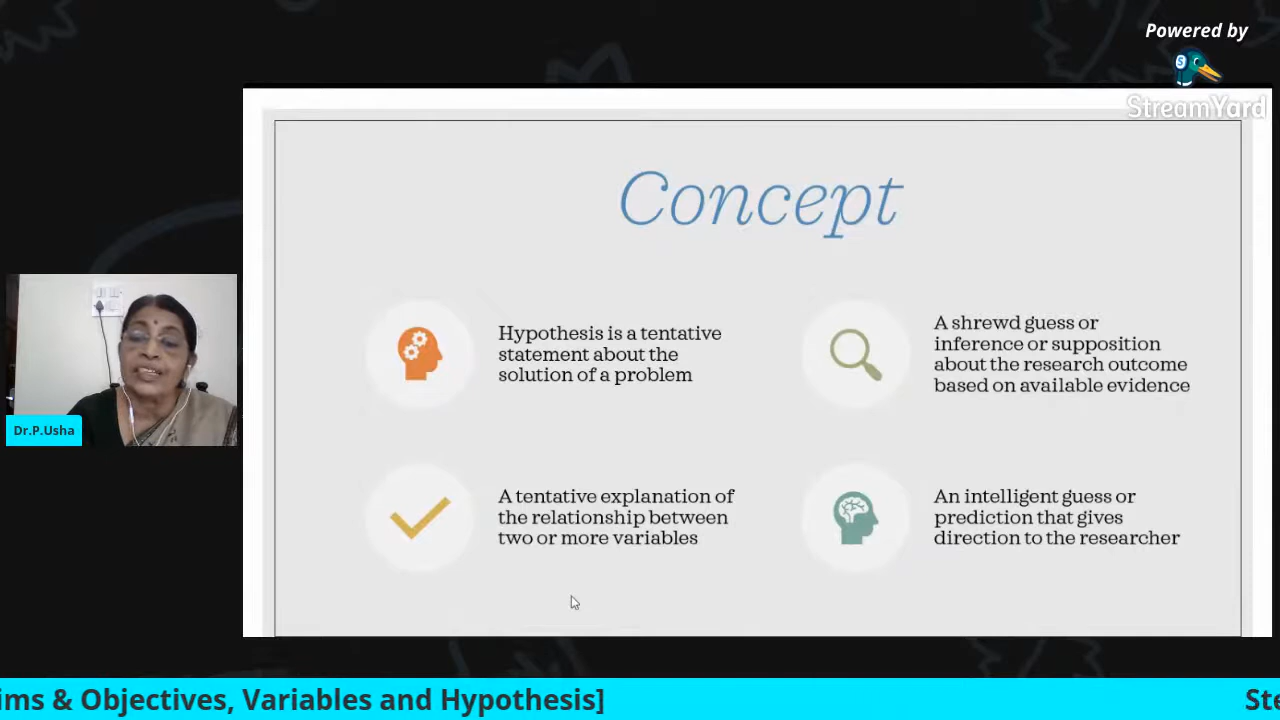 Powered by
StreamYard
Concept
Hypothesis is a tentative
statement about the
solution of a problem
A shrewd guess or
inference or supposition
about the research outcome
based on available evidence
A tentative explanation of
the relationship between
two or more variables
An intelligent guess or
prediction that gives
direction to the researcher
Dr.P.Usha
ims & Objectives, Variables and Hypothesis]
Ste